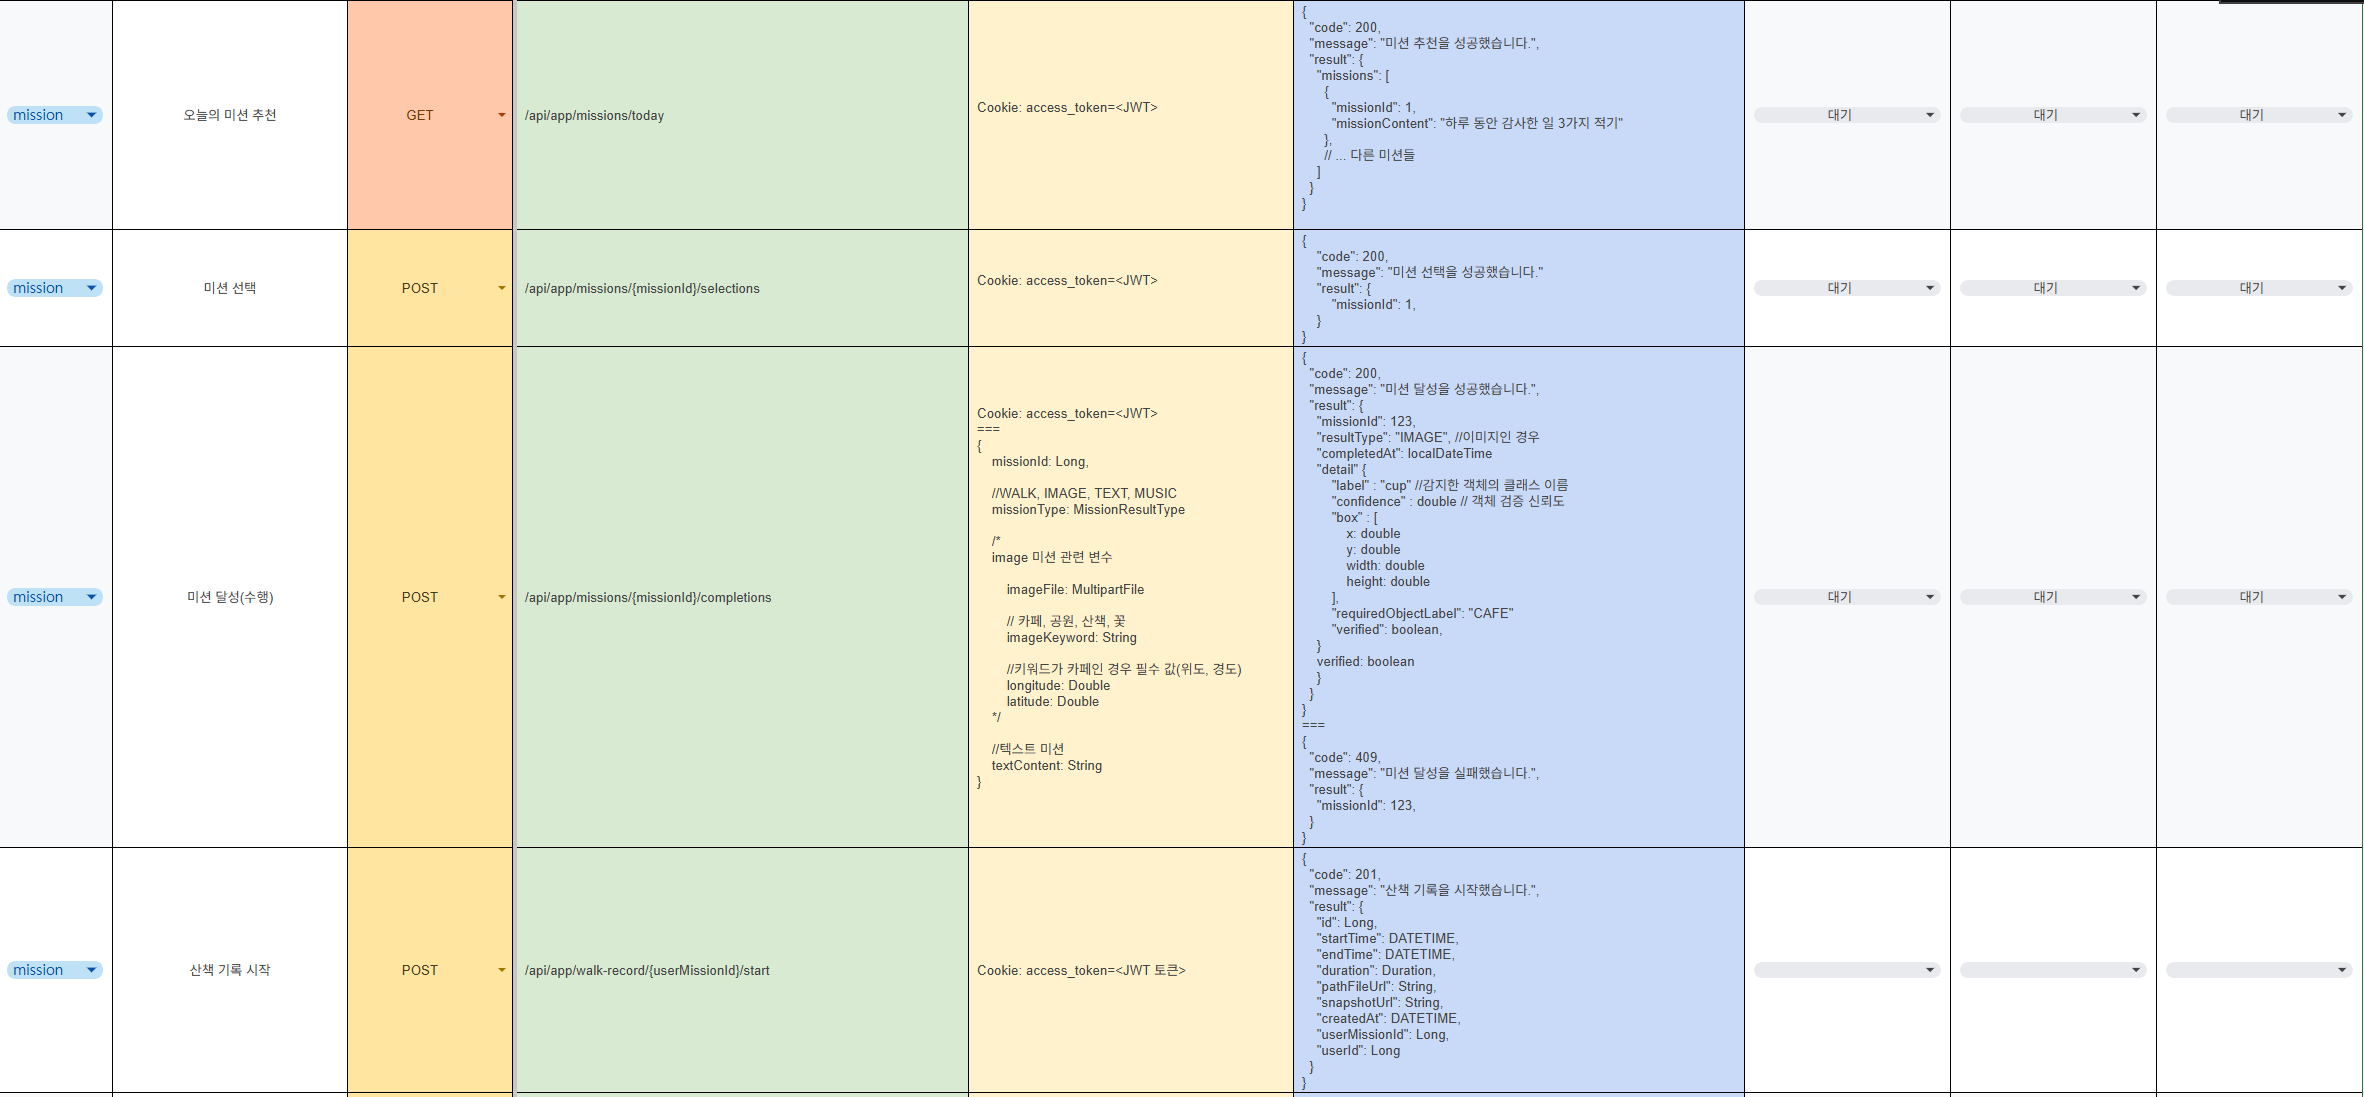 mission
오늘의 미션 추천
GET
/api/app/missions/today
Cookie: access_token=<JWT>
{
"code": 200,
"message": "미션 추천을 성공했습니다.",
"result": {
"missions": [
{
"missionId": 1,
"missionContent": "하루 동안 감사한 일 3가지 적기"
},
// ... 다른 미션들
]
}
}
대기
대기
대기
mission
미션 선택
POST
/api/app/missions/{missionId}/selections
Cookie: access_token=<JWT>
{
"code": 200,
"message": "미션 선택을 성공했습니다."
"result": {
"missionId": 1,
}
}
대기
대기
대기
mission
미션 달성(수행)
POST
/api/app/missions/{missionId}/completions
Cookie: access_token=<JWT>
===
{
missionId: Long,
//WALK, IMAGE, TEXT, MUSIC
missionType: MissionResultType
/*
image 미션 관련 변수
imageFile: MultipartFile
// 카페, 공원, 산책, 꽃
imageKeyword: String
//키워드가 카페인 경우 필수 값(위도, 경도)
longitude: Double
latitude: Double
*/
//텍스트 미션
textContent: String
}
{
"code": 200,
"message": "미션 달성을 성공했습니다.",
"result": {
"missionId": 123,
"resultType": "IMAGE", //이미지인 경우
"completedAt": localDateTime
"detail" {
"label" : "cup" //감지한 객체의 클래스 이름
"confidence" : double // 객체 검증 신뢰도
"box" : [
x: double
y: double
width: double
height: double
],
"requiredObjectLabel": "CAFE"
"verified": boolean,
}
verified: boolean
}
}
}
===
{
"code": 409,
"message": "미션 달성을 실패했습니다.",
"result": {
"missionId": 123,
}
}
대기
대기
대기
mission
산책 기록 시작
POST
/api/app/walk-record/{userMissionId}/start
Cookie: access_token=<JWT 토큰>
{
"code": 201,
"message": "산책 기록을 시작했습니다.",
"result": {
"id": Long,
"startTime": DATETIME,
"endTime": DATETIME,
"duration": Duration,
"pathFileUrl": String,
"snapshotUrl": String,
"createdAt": DATETIME,
"userMissionId": Long,
"userId": Long
}
}